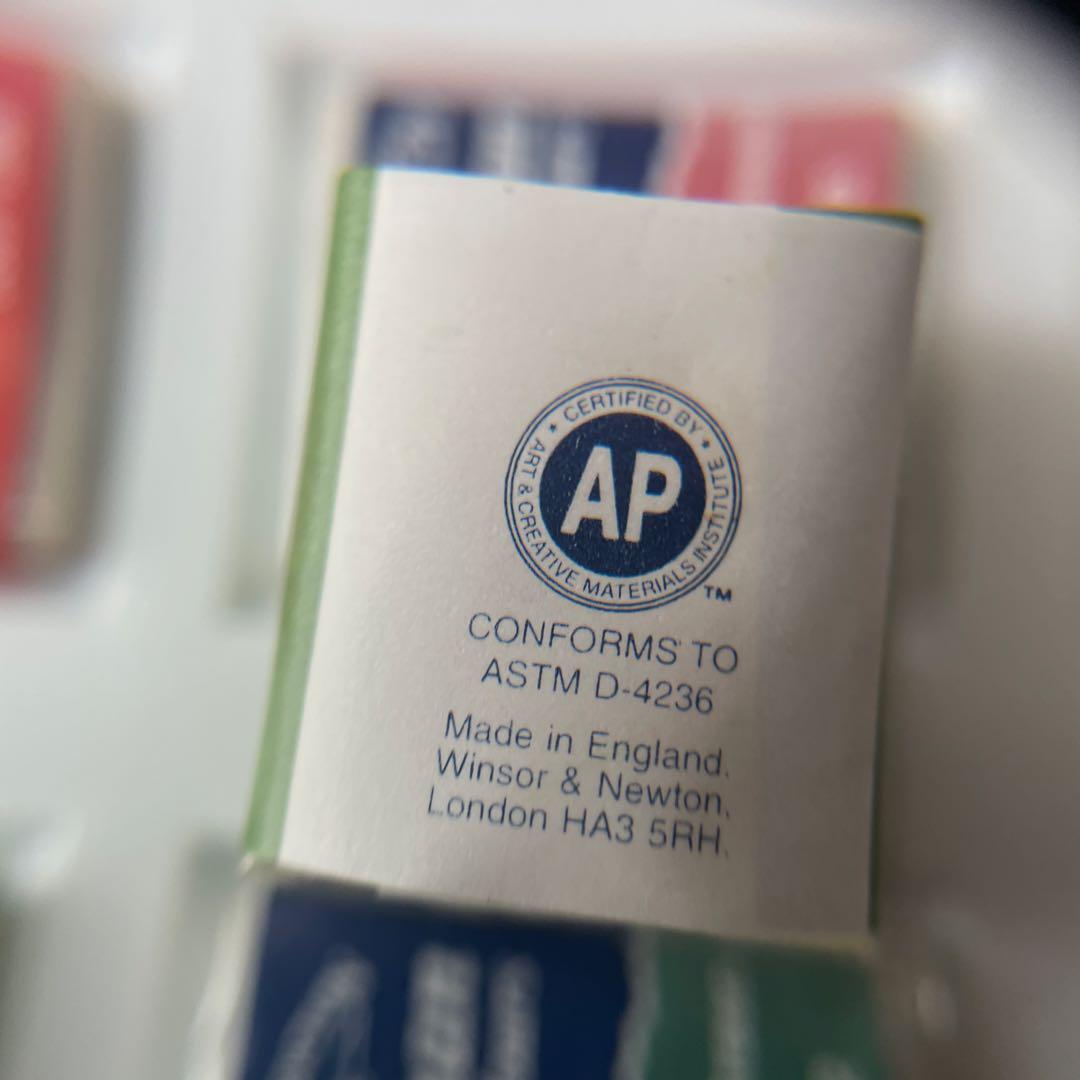 CERTIFIED BY
ART & CREATIVE MATERIALS INSTITUTE
AP
TM
CONFORMS TO
ASTM D-4236
Made in England.
Winsor & Newton,
London HA3 5RH.